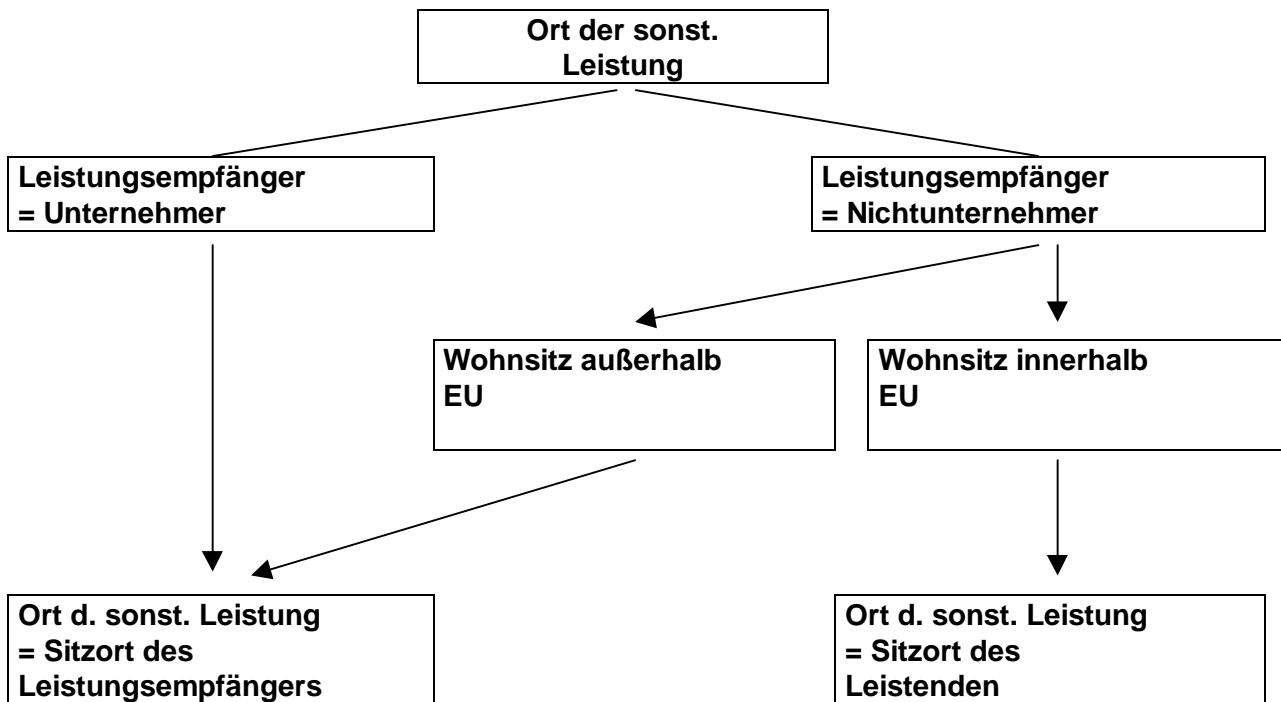 Ort der sonst.
Leistung
Leistungsempfänger
= Unternehmer
Leistungsempfänger
= Nichtunternehmer
Wohnsitz außerhalb
EU
Wohnsitz innerhalb
EU
Ort d. sonst. Leistung
= Sitzort des
Leistungsempfängers
Ort d. sonst. Leistung
= Sitzort des
Leistenden